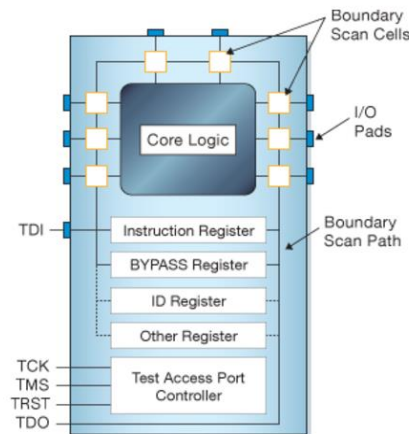 Boundary
Scan Cells
Core Logic
I/O
Pads
TDI
Instruction Register
Boundary
Scan Path
BYPASS Register
ID Register
Other Register
TCK
TMS
TRST
TDO
Test Access Port
Controller